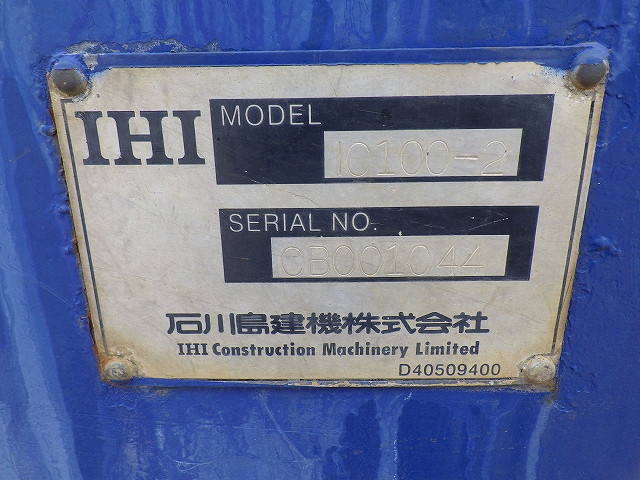 IHI
MODEL
IC100-2
SERIAL NO.
CB001044
石川島建機株式会社
IHI Construction Machinery Limited
D40509400